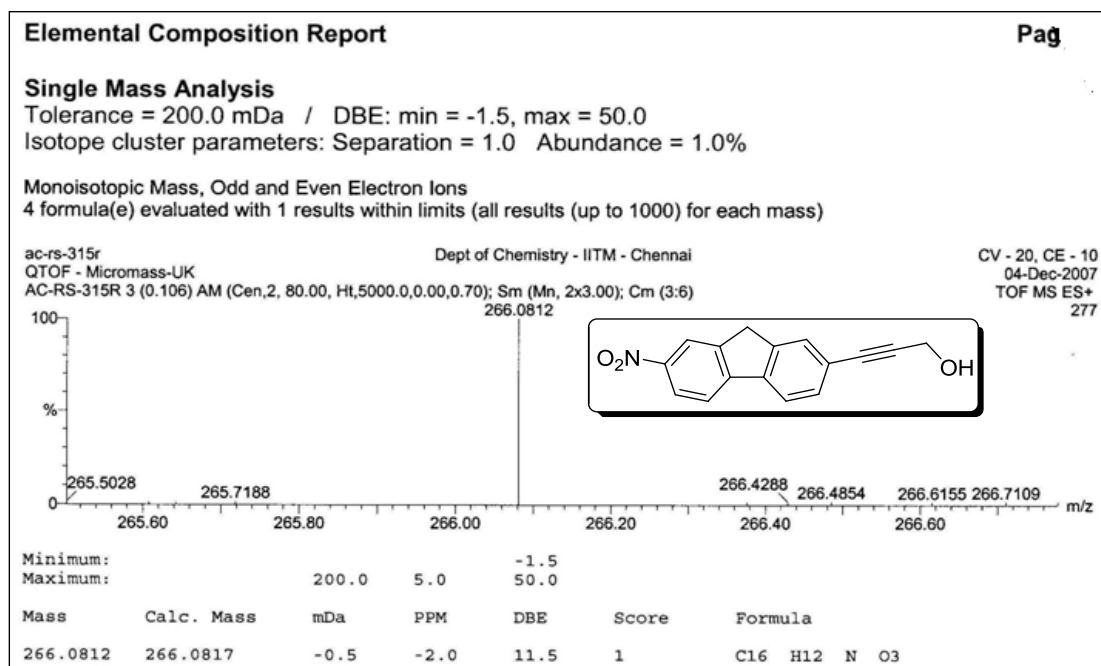 Elemental Composition Report Pag1
Single Mass Analysis
Tolerance = 200.0 mDa / DBE: min = -1.5, max = 50.0
Isotope cluster parameters: Separation = 1.0 Abundance = 1.0%
Monoisotopic Mass, Odd and Even Electron Ions
4 formula(e) evaluated with 1 results within limits (all results (up to 1000) for each mass)
ac-rs-315r Dept of Chemistry - IITM - Chennai CV - 20, CE - 10
QTOF - Micromass-UK 04-Dec-2007
AC-RS-315R 3 (0.106) AM (Cen,2, 80.00, Ht,5000.0,0.00,0.70); Sm (Mn, 2x3.00); Cm (3:6) TOF MS ES+
100 266.0812 277
O₂N OH
%
265.5028 265.7188 266.4288 266.4854 266.6155 266.7109
0 m/z
265.60 265.80 266.00 266.20 266.40 266.60
Minimum: -1.5
Maximum: 200.0 5.0 50.0
Mass Calc. Mass mDa PPM DBE Score Formula
266.0812 266.0817 -0.5 -2.0 11.5 1 C16 H12 N O3